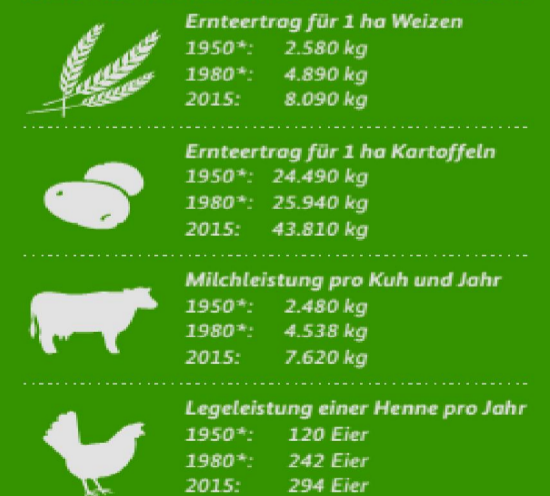 Ernteertrag für 1 ha Weizen
1950*: 2.580 kg
1980*: 4.890 kg
2015: 8.090 kg
Ernteertrag für 1 ha Kartoffeln
1950*: 24.490 kg
1980*: 25.940 kg
2015: 43.810 kg
Milchleistung pro Kuh und Jahr
1950*: 2.480 kg
1980*: 4.538 kg
2015: 7.620 kg
Legeleistung einer Henne pro Jahr
1950*: 120 Eier
1980*: 242 Eier
2015: 294 Eier